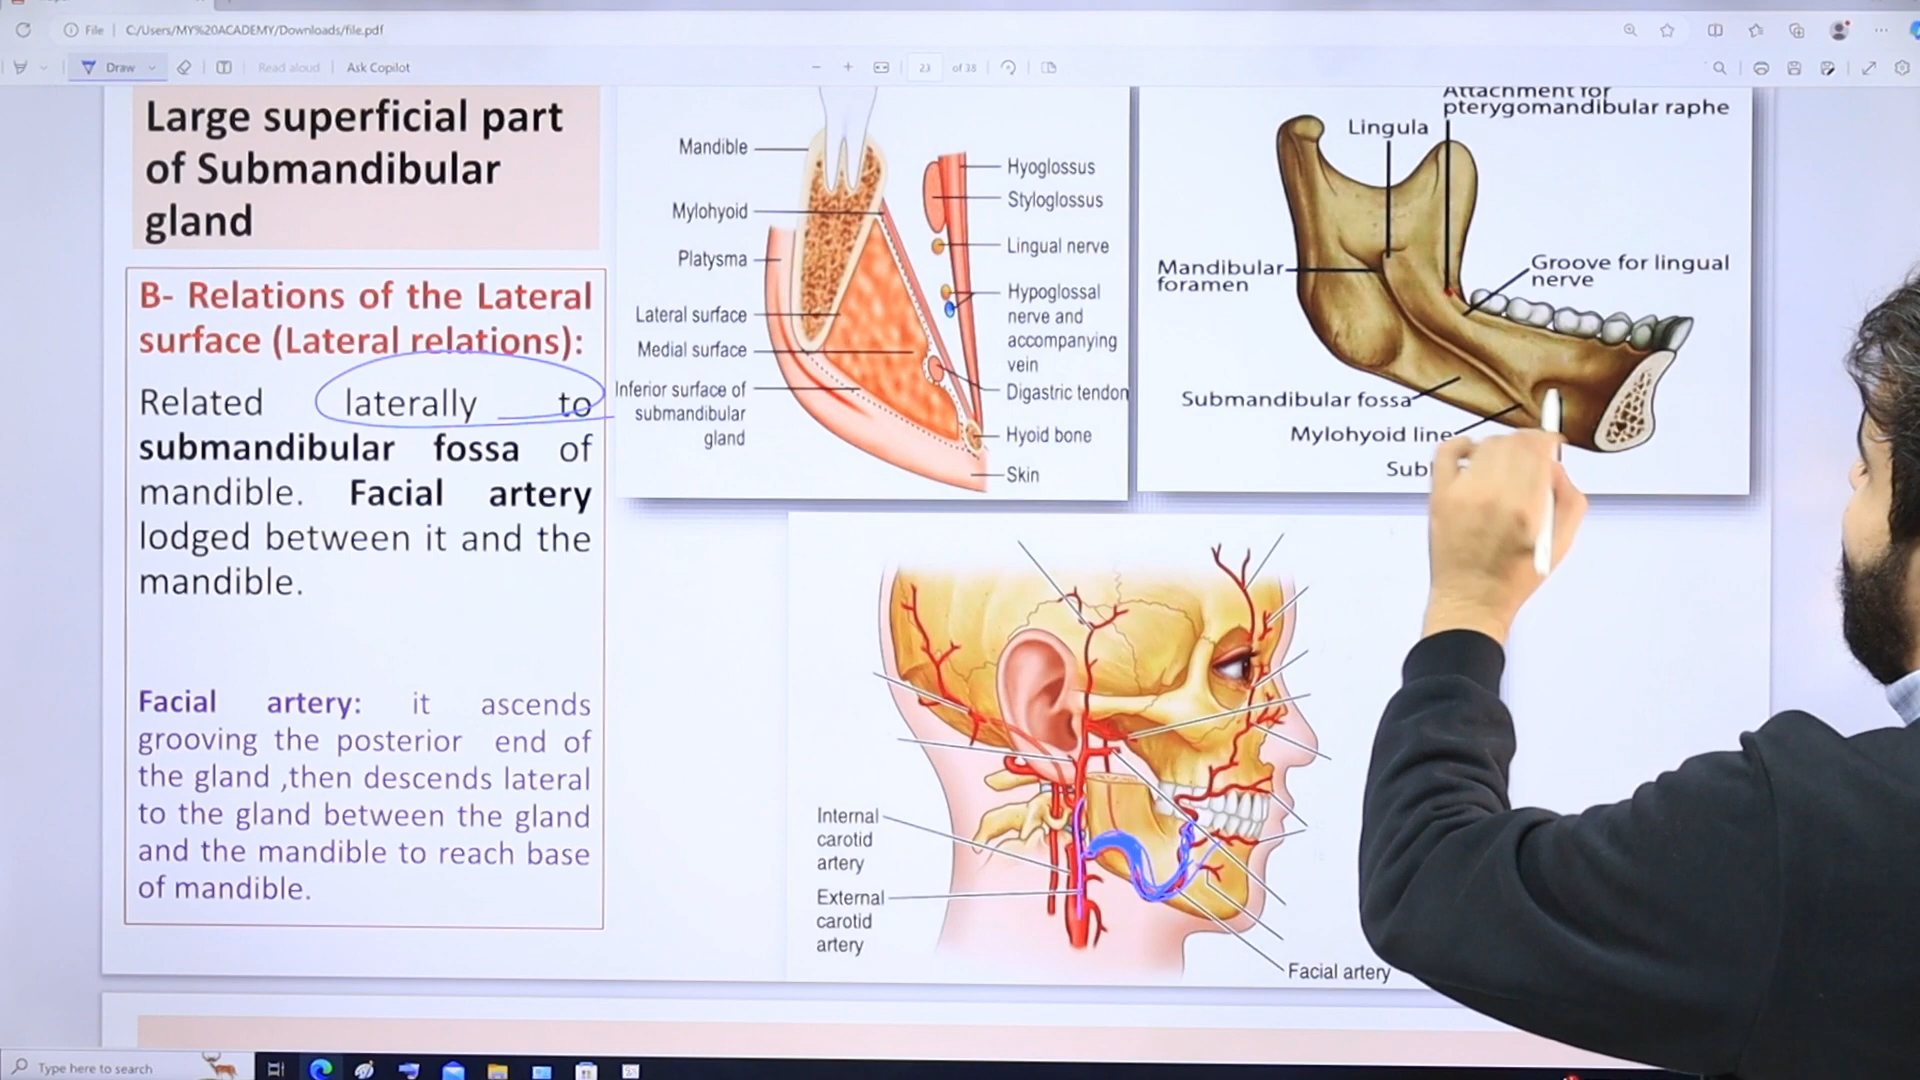 File
C:/Users/MY%20ACADEMY/Downloads/file.pdf
Draw
Read aloud
Ask Copilot
23
of 38
Large superficial part
of Submandibular
gland
B- Relations of the Lateral
surface (Lateral relations):
Related laterally to
submandibular fossa of
mandible. Facial artery
lodged between it and the
mandible.
Facial artery: it ascends
grooving the posterior end of
the gland ,then descends lateral
to the gland between the gland
and the mandible to reach base
of mandible.
Mandible
Mylohyoid
Platysma
Lateral surface
Medial surface
Inferior surface of
submandibular
gland
Hyoglossus
Styloglossus
Lingual nerve
Hypoglossal
nerve and
accompanying
vein
Digastric tendon
Hyoid bone
Skin
Attachment for
pterygomandibular raphe
Lingula
Mandibular
foramen
Groove for lingual
nerve
Submandibular fossa
Mylohyoid line
Internal
carotid
artery
External
carotid
artery
Facial artery
Type here to search